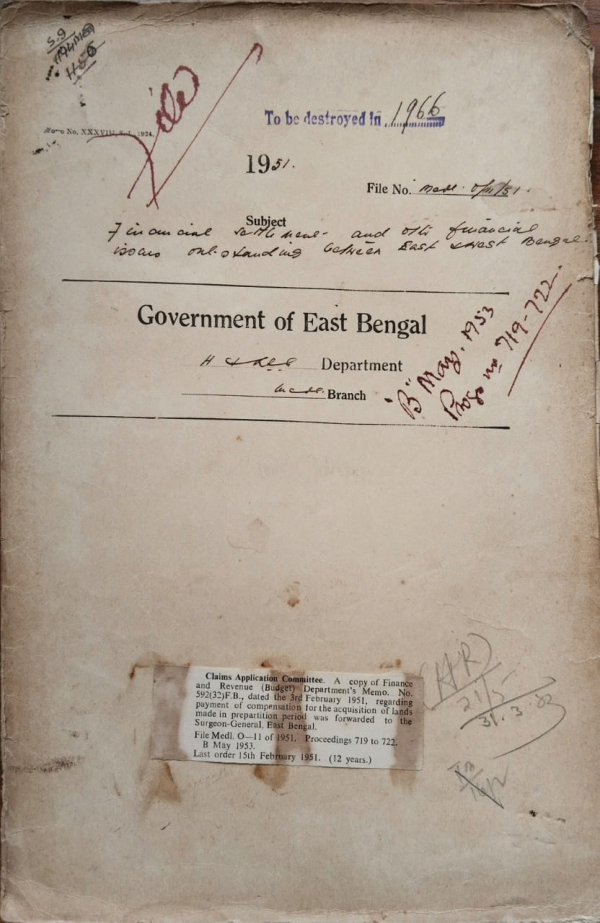 To be destroyed in 1966
1951.
File No. Medl. O/11/51.
Subject
Financial settlement and other financial
issues outstanding between East & West Bengal.
Government of East Bengal
Department
Medl. Branch
"B" May. 1953
Progs no 719-722
Claims Application Committee. A copy of Finance
and Revenue (Budget) Department's Memo. No.
592(32)F.B., dated the 3rd February 1951, regarding
payment of compensation for the acquisition of lands
made in prepartition period was forwarded to the
Surgeon-General, East Bengal.
File Medl. O—11 of 1951. Proceedings 719 to 722.
B May 1953.
Last order 15th February 1951. (12 years.)
(HR)
21/5